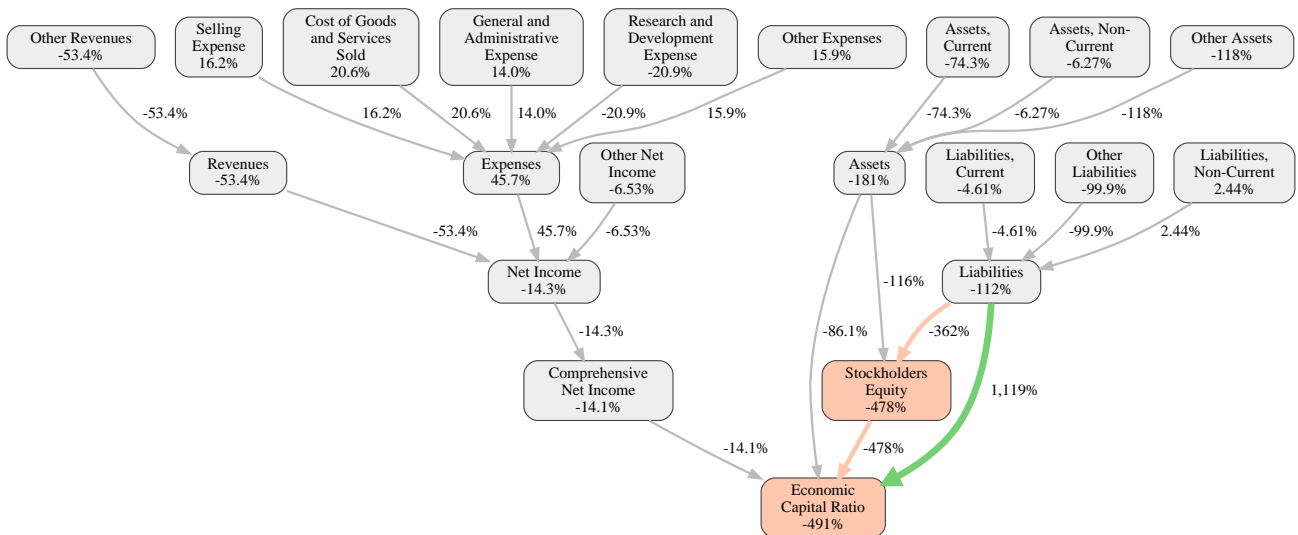 Other Revenues
-53.4%
Selling
Expense
16.2%
Cost of Goods
and Services
Sold
20.6%
General and
Administrative
Expense
14.0%
Research and
Development
Expense
-20.9%
Other Expenses
15.9%
Assets,
Current
-74.3%
Assets, Non-
Current
-6.27%
Other Assets
-118%
-53.4%
16.2%
20.6%
14.0%
-20.9%
15.9%
-74.3%
-6.27%
-118%
Revenues
-53.4%
Expenses
45.7%
Other Net
Income
-6.53%
Assets
-181%
Liabilities,
Current
-4.61%
Other
Liabilities
-99.9%
Liabilities,
Non-Current
2.44%
-53.4%
45.7%
-6.53%
-4.61%
-99.9%
2.44%
Net Income
-14.3%
Liabilities
-112%
-116%
-14.3%
-86.1%
-362%
Comprehensive
Net Income
-14.1%
Stockholders
Equity
-478%
1,119%
-14.1%
-478%
Economic
Capital Ratio
-491%